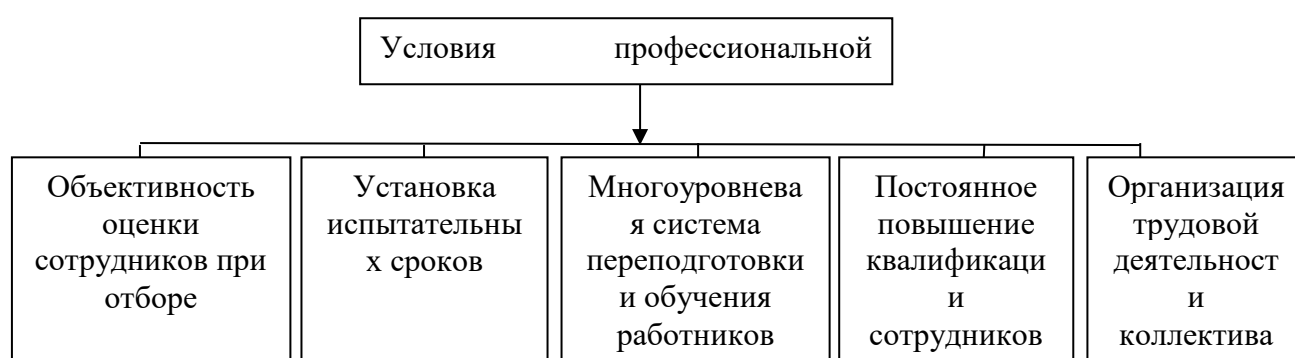 Условия профессиональной
Объективность
оценки
сотрудников при
отборе
Установка
испытательны
х сроков
Многоуровнева
я система
переподготовки
и обучения
работников
Постоянное
повышение
квалификаци
и
сотрудников
Организация
трудовой
деятельност
и
коллектива